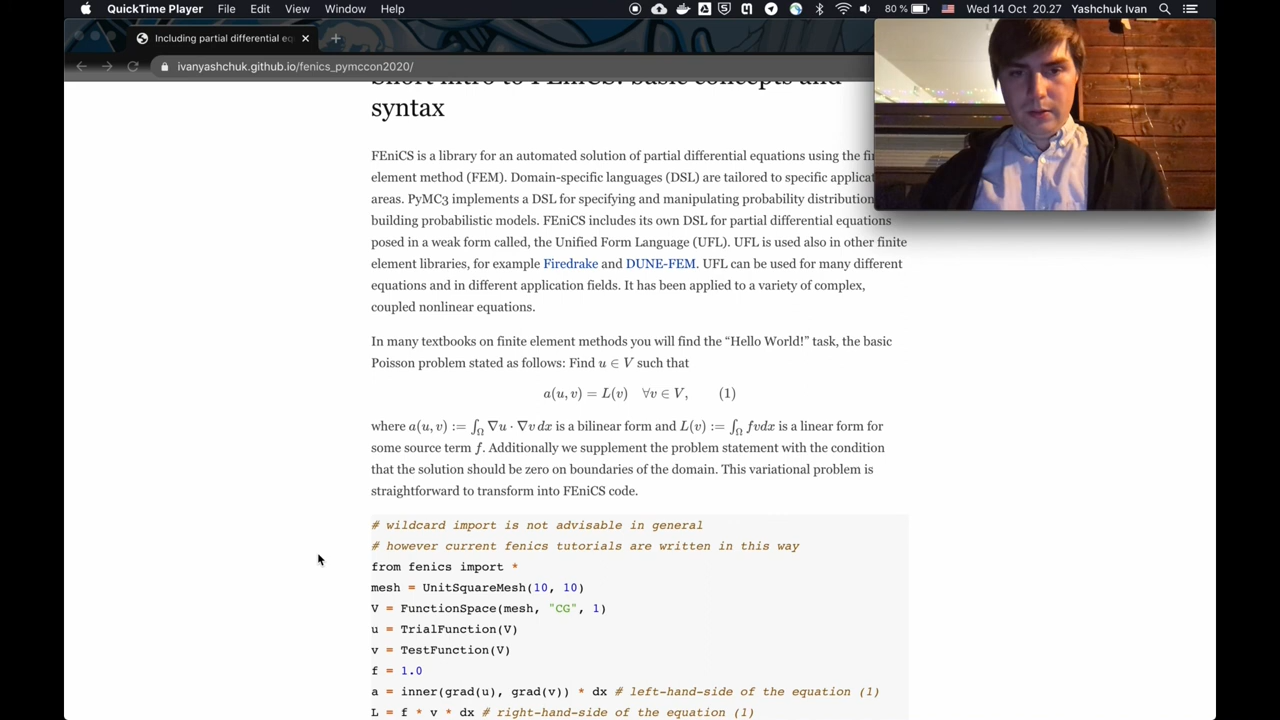 QuickTime Player File Edit View Window Help 80 % Wed 14 Oct 20.27 Yashchuk Ivan
Including partial differential eq
ivanyashchuk.github.io/fenics_pymccon2020/
Short intro to FEniCS: basic concepts and
syntax
FEniCS is a library for an automated solution of partial differential equations using the
element method (FEM). Domain-specific languages (DSL) are tailored to specific
areas. PyMC3 implements a DSL for specifying and manipulating probability
building probabilistic models. FEniCS includes its own DSL for partial differential equations
posed in a weak form called, the Unified Form Language (UFL). UFL is used also in other finite
element libraries, for example Firedrake and DUNE-FEM. UFL can be used for many different
equations and in different application fields. It has been applied to a variety of complex,
coupled nonlinear equations.
In many textbooks on finite element methods you will find the “Hello World!” task, the basic
Poisson problem stated as follows: Find u ∈ V such that
a(u, v) = L(v) ∀v ∈ V, (1)
where a(u, v) := ∫Ω ∇u · ∇v dx is a bilinear form and L(v) := ∫Ω fvdx is a linear form for
some source term f. Additionally we supplement the problem statement with the condition
that the solution should be zero on boundaries of the domain. This variational problem is
straightforward to transform into FEniCS code.
# wildcard import is not advisable in general
# however current fenics tutorials are written in this way
from fenics import *
mesh = UnitSquareMesh(10, 10)
V = FunctionSpace(mesh, "CG", 1)
u = TrialFunction(V)
v = TestFunction(V)
f = 1.0
a = inner(grad(u), grad(v)) * dx # left-hand-side of the equation (1)
L = f * v * dx # right-hand-side of the equation (1)